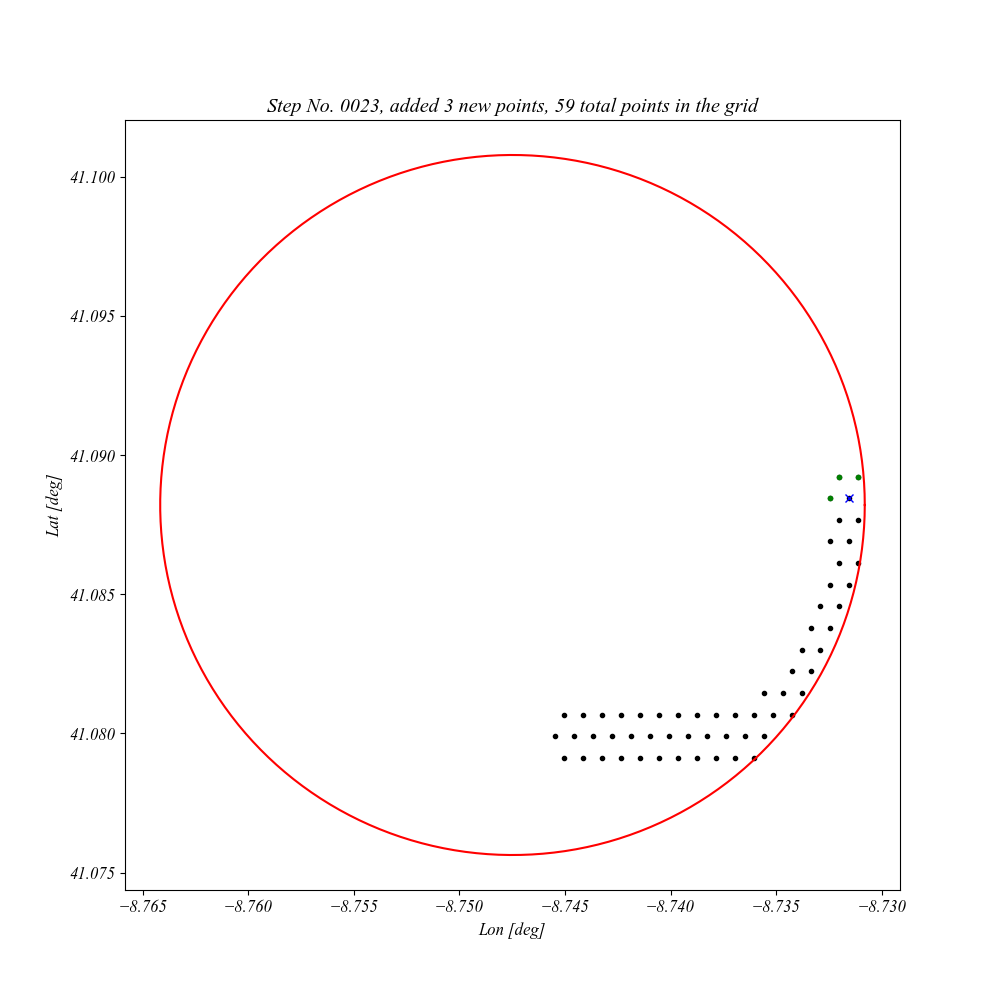 Step No. 0023, added 3 new points, 59 total points in the grid
41.100
41.095
41.090
41.085
41.080
41.075
Lat [deg]
−8.765 −8.760 −8.755 −8.750 −8.745 −8.740 −8.735 −8.730
Lon [deg]